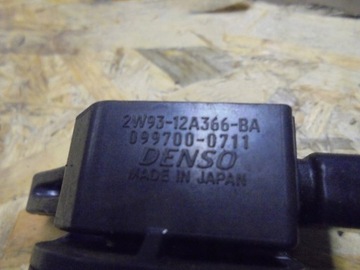 2W93-12A366-BA
099700-0711
DENSO
MADE IN JAPAN